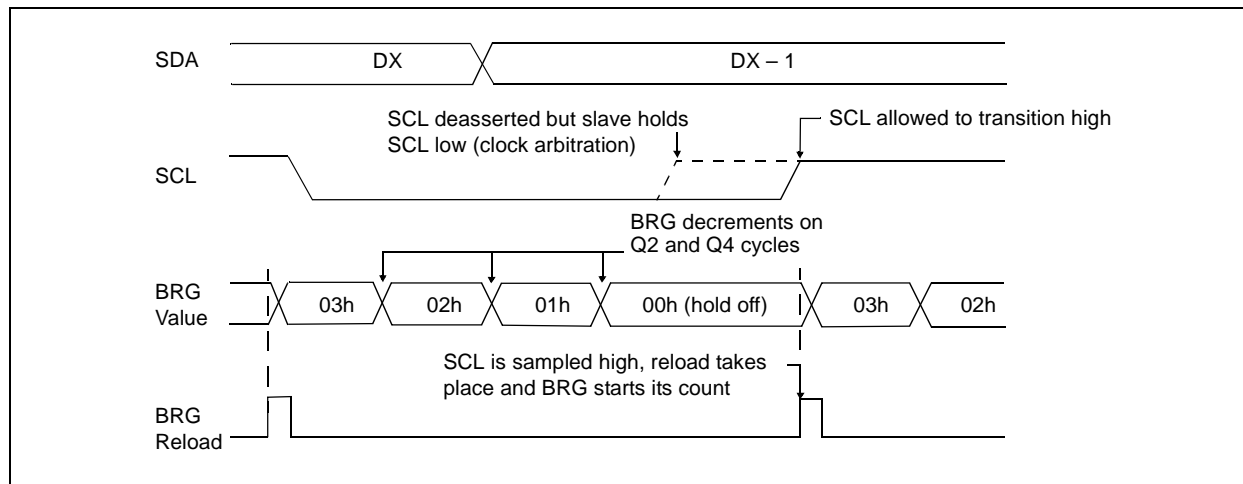 SDA
DX
DX – 1
SCL deasserted but slave holds
SCL low (clock arbitration)
SCL allowed to transition high
SCL
BRG decrements on
Q2 and Q4 cycles
BRG
Value
03h
02h
01h
00h (hold off)
03h
02h
SCL is sampled high, reload takes
place and BRG starts its count
BRG
Reload